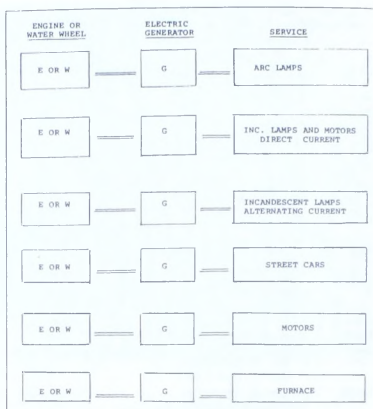 ENGINE OR
WATER WHEEL
ELECTRIC
GENERATOR
SERVICE
E OR W
G
ARC LAMPS
E OR W
G
INC. LAMPS AND MOTORS
DIRECT CURRENT
E OR W
G
INCANDESCENT LAMPS
ALTERNATING CURRENT
E OR W
G
STREET CARS
E OR W
G
MOTORS
E OR W
G
FURNACE